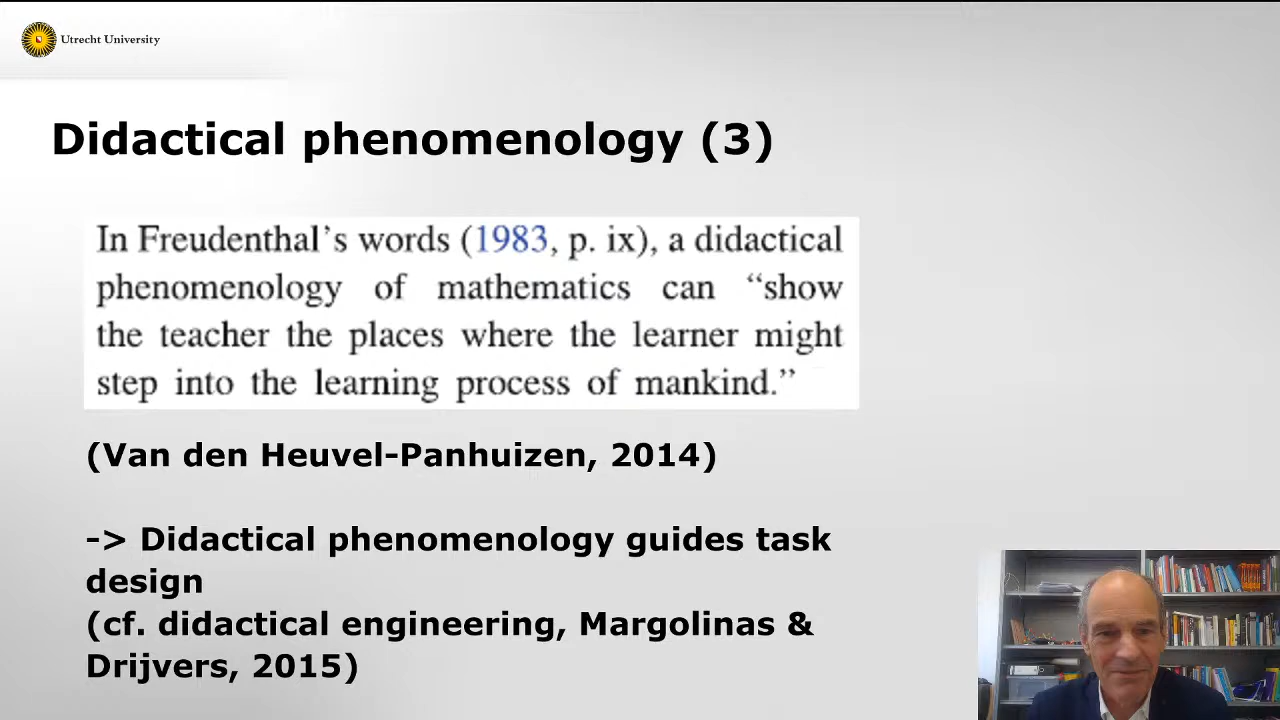 Utrecht University
Didactical phenomenology (3)
In Freudenthal’s words (1983, p. ix), a didactical
phenomenology of mathematics can “show
the teacher the places where the learner might
step into the learning process of mankind.”
(Van den Heuvel-Panhuizen, 2014)
-> Didactical phenomenology guides task
design
(cf. didactical engineering, Margolinas &
Drijvers, 2015)